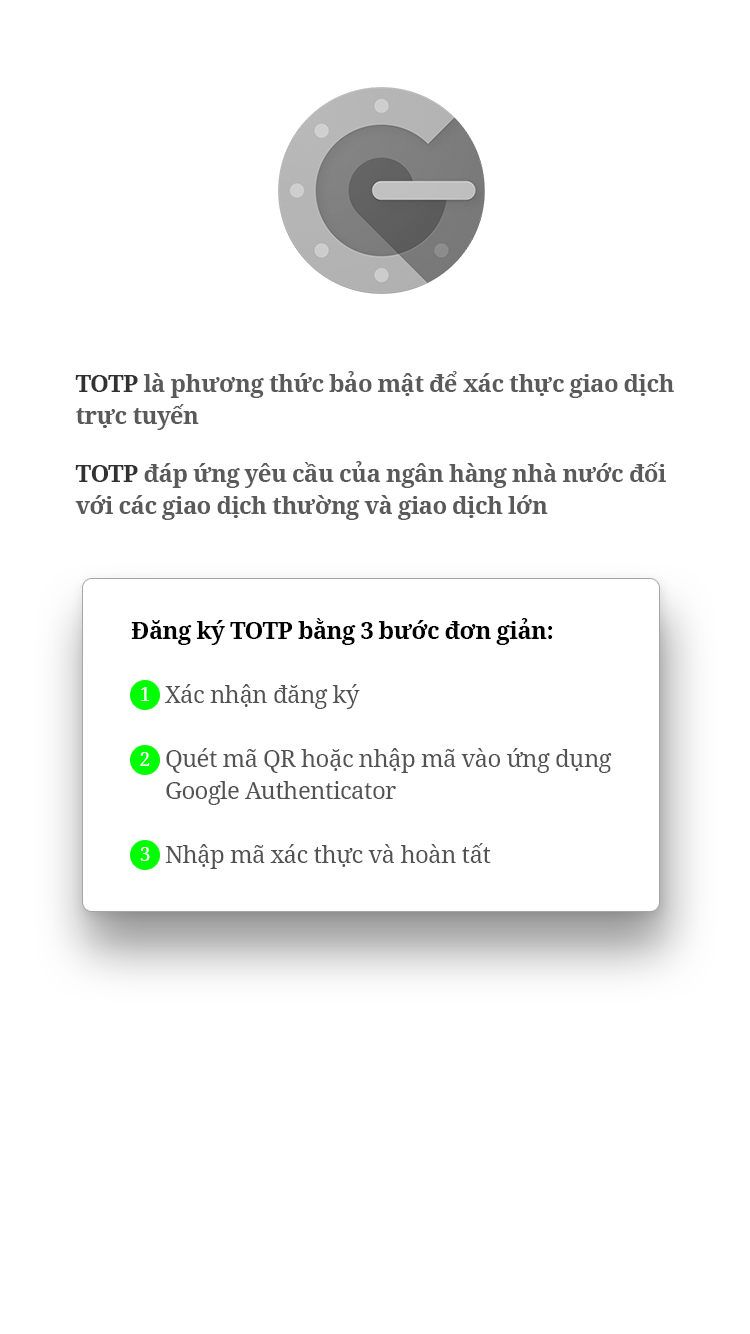 TOTP là phương thức bảo mật để xác thực giao dịch
trực tuyến
TOTP đáp ứng yêu cầu của ngân hàng nhà nước đối
với các giao dịch thường và giao dịch lớn
Đăng ký TOTP bằng 3 bước đơn giản:
1 Xác nhận đăng ký
2 Quét mã QR hoặc nhập mã vào ứng dụng
Google Authenticator
3 Nhập mã xác thực và hoàn tất